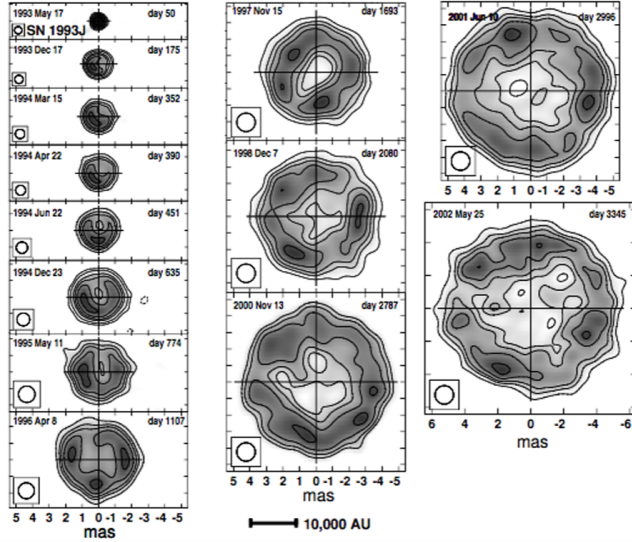 1993 May 17 day 50
SN 1993J
1993 Dec 17 day 175
1994 Mar 15 day 352
1994 Apr 22 day 390
1994 Jun 22 day 451
1994 Dec 23 day 635
1995 May 11 day 774
1996 Apr 8 day 1107
5 4 3 2 1 0 -1 -2 -3 -4 -5
mas
1997 Nov 15 day 1693
1998 Dec 7 day 2080
2000 Nov 13 day 2787
5 4 3 2 1 0 -1 -2 -3 -4 -5
mas
10,000 AU
2001 Jun 10 day 2996
5 4 3 2 1 0 -1 -2 -3 -4 -5
2002 May 25 day 3345
6 4 2 0 -2 -4 -6
mas